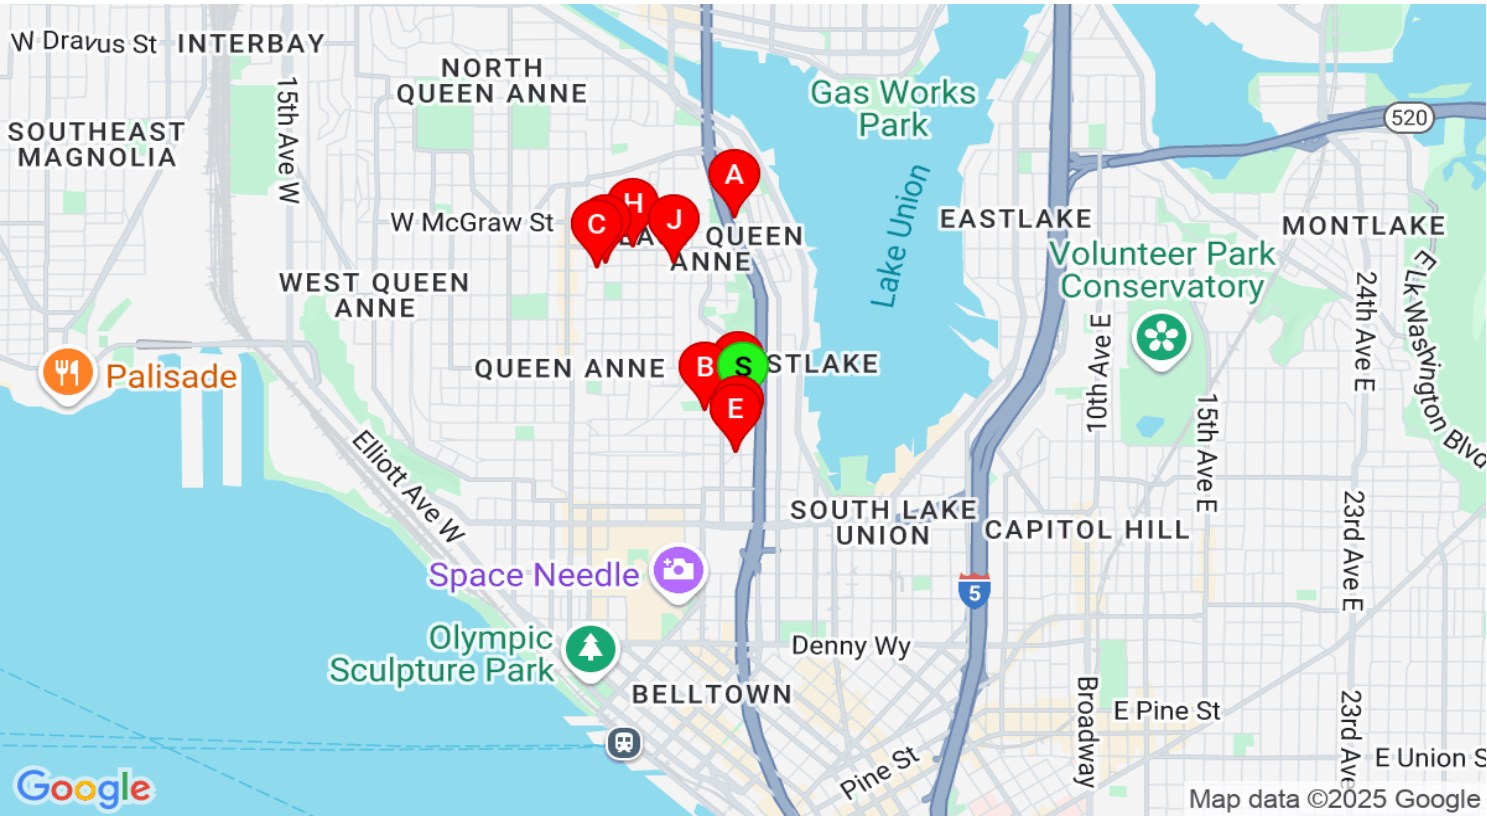 W Dravus St
INTERBAY
NORTH
QUEEN ANNE
15th Ave W
SOUTHEAST
MAGNOLIA
Gas Works
Park
520
A
H
C
J
W McGraw St
QUEEN
ANNE
Lake Union
EASTLAKE
MONTLAKE
Volunteer Park
Conservatory
WEST QUEEN
ANNE
10th Ave E
24th Ave E
E
Lk Washington Blvd
Palisade
QUEEN ANNE
B
S
STLAKE
E
15th Ave E
Elliott Ave W
SOUTH LAKE
UNION
CAPITOL HILL
23rd Ave E
Space Needle
5
Olympic
Sculpture Park
Denny Wy
BELLTOWN
Broadway
E Pine St
23rd Ave
E Union S
Pine St
Google
Map data ©2025 Google